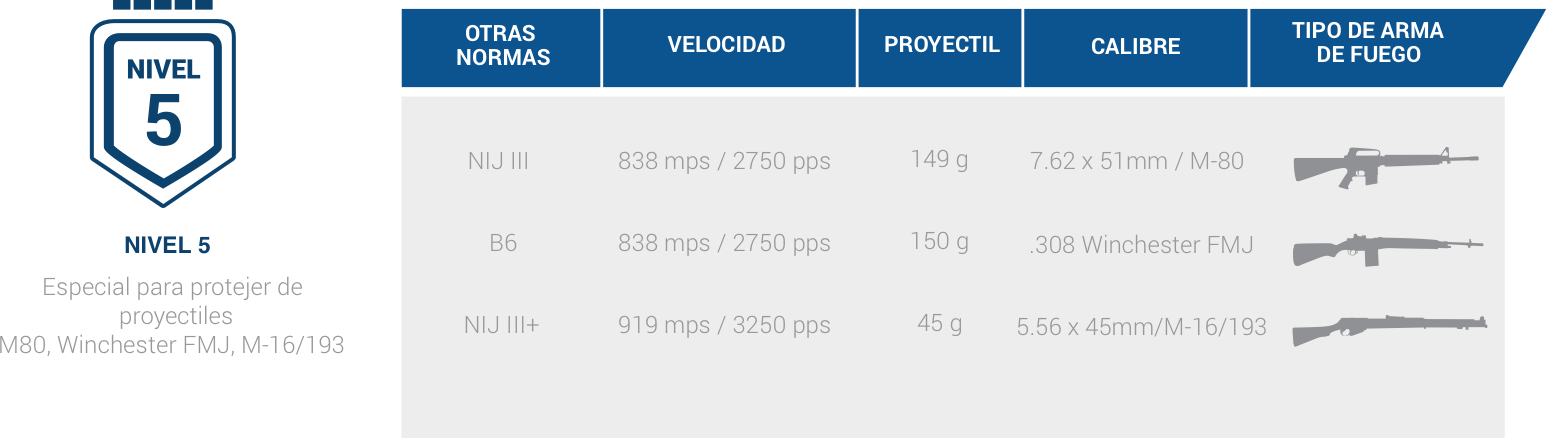 NIVEL
5
NIVEL 5
Especial para protejer de
proyectiles
M80, Winchester FMJ, M-16/193
OTRAS
NORMAS
VELOCIDAD
PROYECTIL
CALIBRE
TIPO DE ARMA
DE FUEGO
NIJ III 838 mps / 2750 pps 149 g 7.62 x 51mm / M-80
B6 838 mps / 2750 pps 150 g .308 Winchester FMJ
NIJ III+ 919 mps / 3250 pps 45 g 5.56 x 45mm/M-16/193